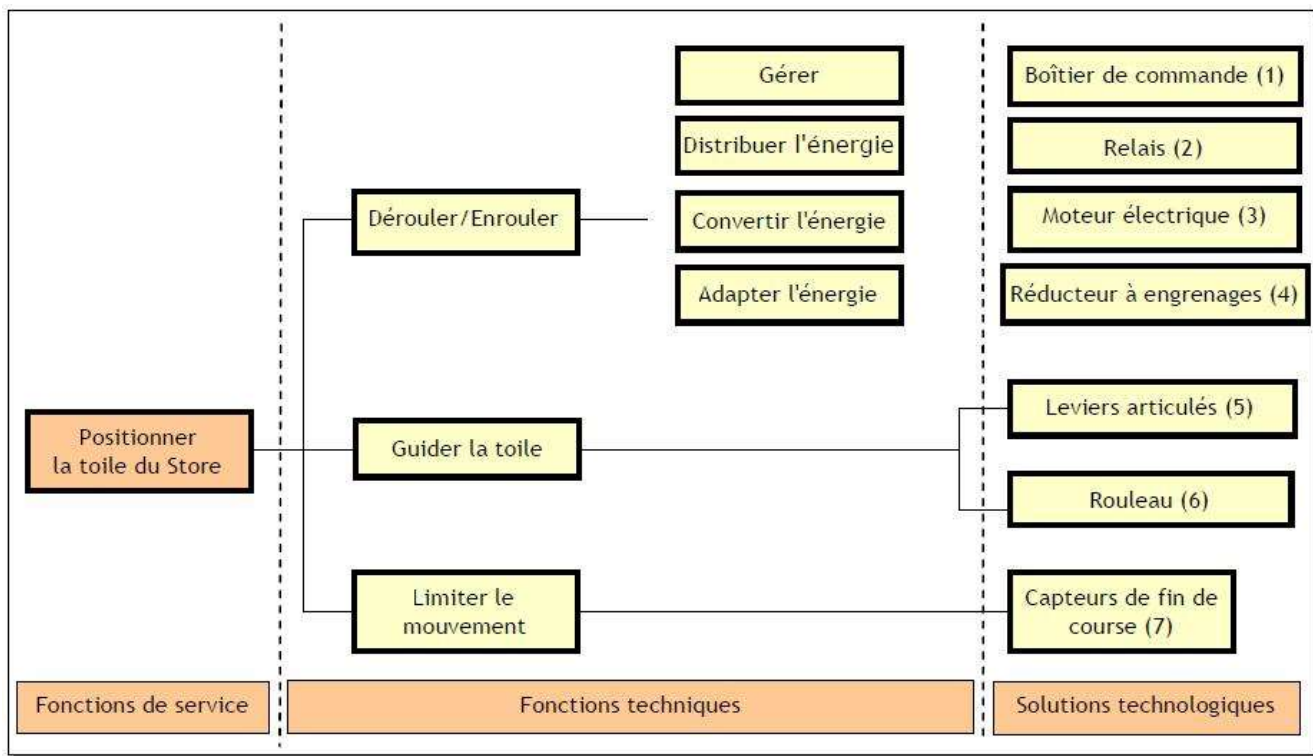 Gérer
Boîtier de commande (1)
Distribuer l'énergie
Relais (2)
Dérouler/Enrouler
Convertir l'énergie
Moteur électrique (3)
Adapter l'énergie
Réducteur à engrenages (4)
Positionner
la toile du Store
Guider la toile
Leviers articulés (5)
Rouleau (6)
Limiter le
mouvement
Capteurs de fin de
course (7)
Fonctions de service
Fonctions techniques
Solutions technologiques